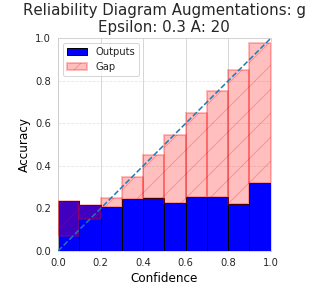 Reliability Diagram Augmentations: g
Epsilon: 0.3 A: 20
Outputs
Gap
Accuracy
1.0
0.8
0.6
0.4
0.2
0.0
0.0 0.2 0.4 0.6 0.8 1.0
Confidence